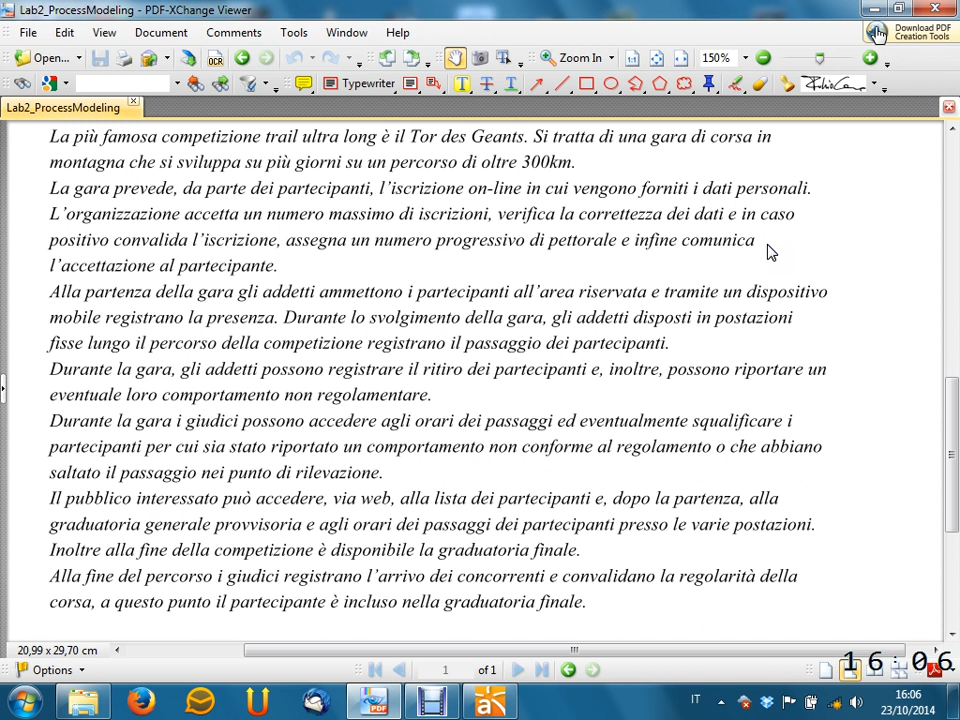 Lab2_ProcessModeling - PDF-XChange Viewer
File Edit View Document Comments Tools Window Help
Download PDF
Creation Tools
Open... OCR Zoom In 150%
Typewriter
Lab2_ProcessModeling
La più famosa competizione trail ultra long è il Tor des Geants. Si tratta di una gara di corsa in
montagna che si sviluppa su più giorni su un percorso di oltre 300km.
La gara prevede, da parte dei partecipanti, l’iscrizione on-line in cui vengono forniti i dati personali.
L’organizzazione accetta un numero massimo di iscrizioni, verifica la correttezza dei dati e in caso
positivo convalida l’iscrizione, assegna un numero progressivo di pettorale e infine comunica
l’accettazione al partecipante.
Alla partenza della gara gli addetti ammettono i partecipanti all’area riservata e tramite un dispositivo
mobile registrano la presenza. Durante lo svolgimento della gara, gli addetti disposti in postazioni
fisse lungo il percorso della competizione registrano il passaggio dei partecipanti.
Durante la gara, gli addetti possono registrare il ritiro dei partecipanti e, inoltre, possono riportare un
eventuale loro comportamento non regolamentare.
Durante la gara i giudici possono accedere agli orari dei passaggi ed eventualmente squalificare i
partecipanti per cui sia stato riportato un comportamento non conforme al regolamento o che abbiano
saltato il passaggio nei punto di rilevazione.
Il pubblico interessato può accedere, via web, alla lista dei partecipanti e, dopo la partenza, alla
graduatoria generale provvisoria e agli orari dei passaggi dei partecipanti presso le varie postazioni.
Inoltre alla fine della competizione è disponibile la graduatoria finale.
Alla fine del percorso i giudici registrano l’arrivo dei concorrenti e convalidano la regolarità della
corsa, a questo punto il partecipante è incluso nella graduatoria finale.
20,99 x 29,70 cm
Options 1 of 1
16:06
IT 16:06
23/10/2014